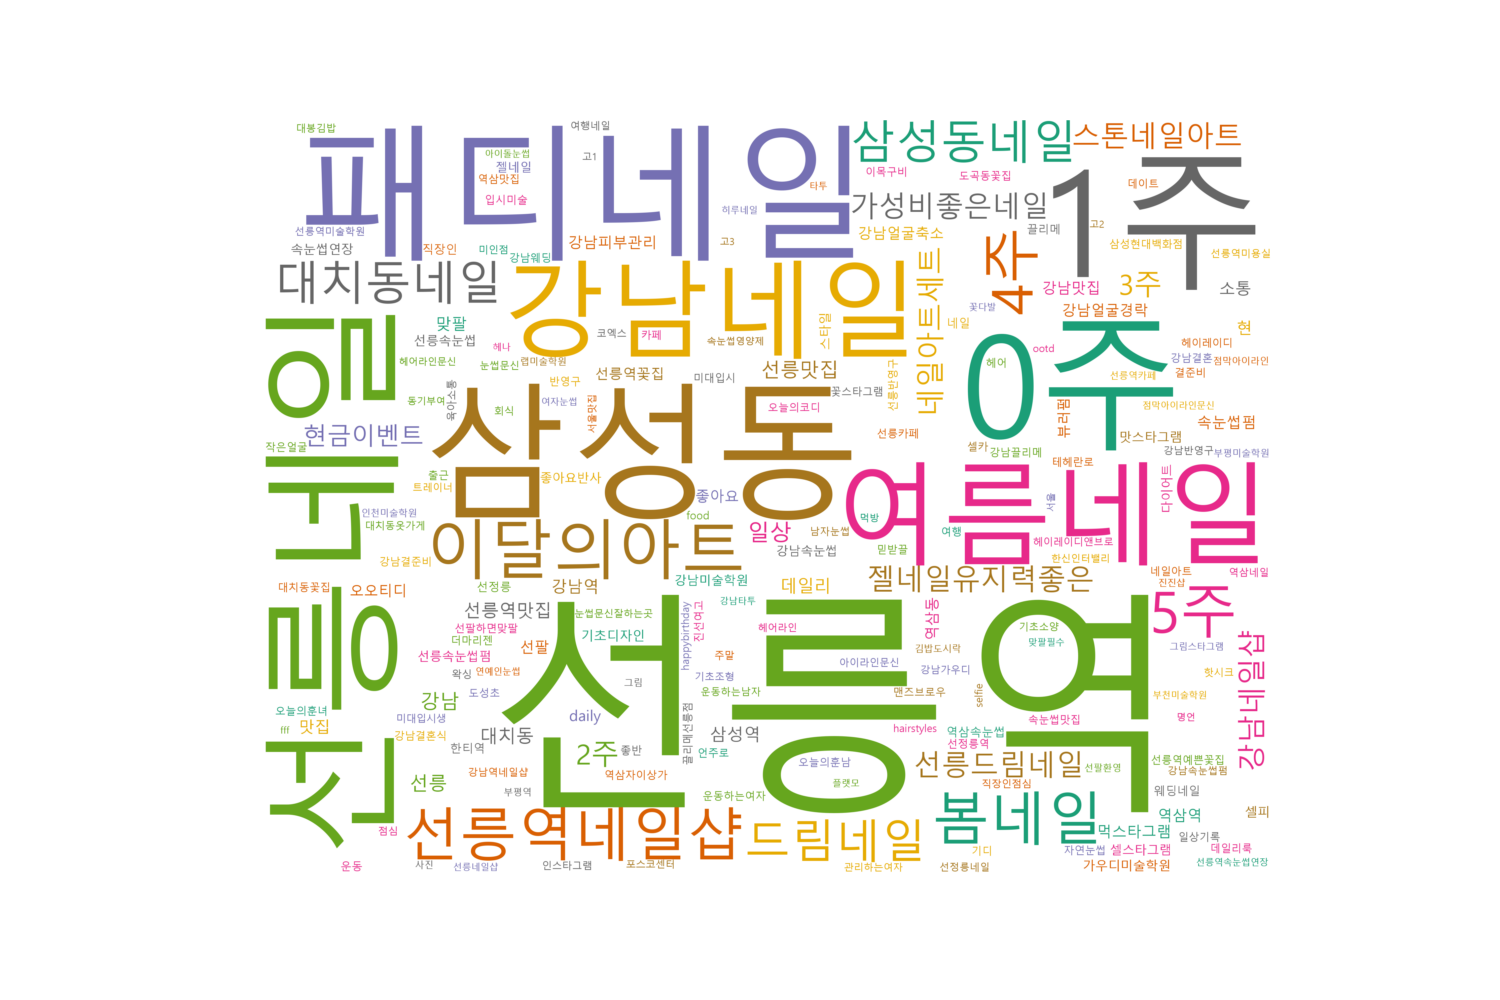 대봉김밥
여행네일
아이돌눈썹
고1
젤네일
역삼맛집
타투
입시미술
패디네일
하루네일
선릉역미술학원
속눈썹연장
직장인
미인점
강남웨딩
강남피부관리
고3
삼성동네일
스톤네일아트
이목구비
도곡동꽃집
데이트
1주
가성비좋은네일
끌리메
고2
강남얼굴축소
삼성현대백화점
선릉역미용실
4주
대치동네일
강남네일
네일아트세트
강남맛집
3주
소통
꽃다발
강남얼굴경락
맞팔
선릉속눈썹
헤나
코엑스
카페
속눈썹영양제
스타일
네일
현
0주
ootd
헤어
헤이레이디
강남결혼
점막아이라인
결준비
헤어라인문신
눈썹문신
랩미술학원
선릉역꽃집
선릉맛집
미대입시
반영구
육아소통
동기부여
회식
여자눈썹
서울맛집
오늘의코디
꽃스타그램
선릉반영구
선릉역카페
점막아이라인문신
뷰러펌
속눈썹펌
선릉네일
현금이벤트
작은얼굴
삼성동
선릉카페
셀카
강남끌리메
맛스타그램
강남반영구
부평미술학원
테헤란로
출근
트레이너
좋아요반사
좋아요
여름네일
서울
다이어트
인천미술학원
대치동옷가게
food
일상
남자눈썹
먹방
여행
헤이레이디앤브로
한신인터밸리
이달의아트
강남결준비
강남속눈썹
믿받끌
역삼네일
네일아트
진진샵
대치동꽃집
오오티디
선정릉
강남역
강남미술학원
데일리
젤네일유지력좋은
선릉역맛집
눈썹문신잘하는곳
happybirthday
진선여고
강남타투
역삼동
5주
선팔하면맞팔
더마리젠
선팔
기초디자인
헤어라인
기초소양
맞팔필수
김밥도시락
그림스타그램
강남네일샵
선릉속눈썹펌
왁싱
연예인눈썹
주말
아이라인문신
강남가우디
핫시크
선릉역
그림
기초조형
운동하는남자
맨즈브로우
selfie
부천미술학원
강남
도성초
오늘의훈녀
맛집
fff
미대입시생
daily
끌리메선릉점
hairstyles
속눈썹맛집
명언
강남결혼식
대치동
삼성역
역삼속눈썹
선정릉역
한티역
2주
좋반
언주로
선릉
강남역네일샵
부평역
역삼자이상가
오늘의훈남
플랫모
선릉드림네일
선팔환영
선릉역예쁜꽃집
강남속눈썹펌
직장인점심
웨딩네일
운동하는여자
점심
선릉역네일샵
드림네일
봄네일
먹스타그램
역삼역
셀피
일상기록
운동
사진
선릉네일샵
인스타그램
포스코센터
관리하는여자
기디
선정릉네일
자연눈썹
셀스타그램
데일리룩
가우디미술학원
선릉역속눈썹연장